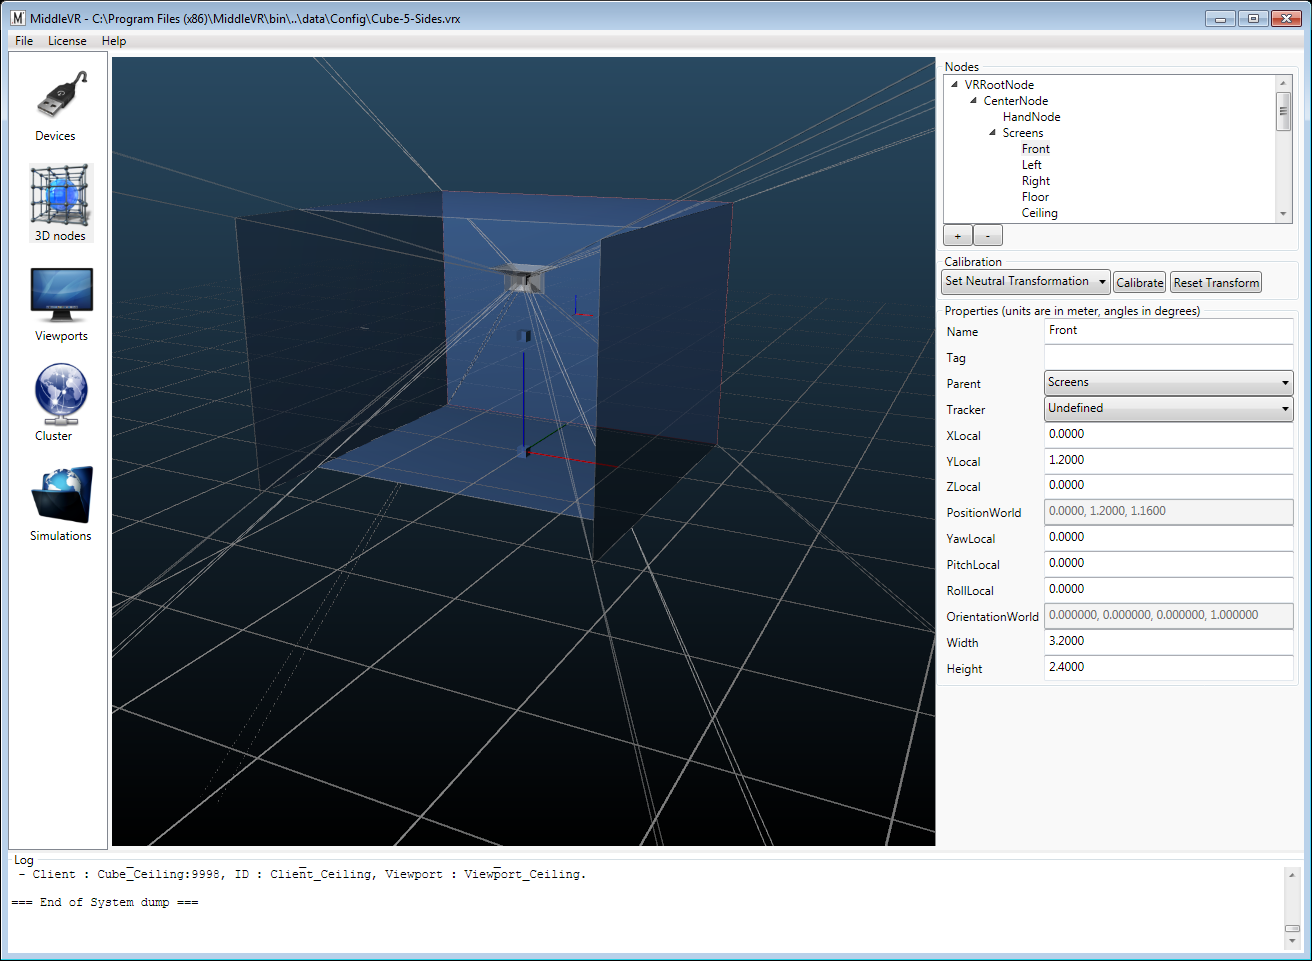 MiddleVR - C:\Program Files (x86)\MiddleVR\bin\..\data\Config\Cube-5-Sides.vrx
File License Help
Devices
3D nodes
Viewports
Cluster
Simulations
Nodes
VRRootNode
CenterNode
HandNode
Screens
Front
Left
Right
Floor
Ceiling
+ -
Calibration
Set Neutral Transformation Calibrate Reset Transform
Properties (units are in meter, angles in degrees)
Name Front
Tag
Parent Screens
Tracker Undefined
XLocal 0.0000
YLocal 1.2000
ZLocal 0.0000
PositionWorld 0.0000, 1.2000, 1.1600
YawLocal 0.0000
PitchLocal 0.0000
RollLocal 0.0000
OrientationWorld 0.000000, 0.000000, 0.000000, 1.000000
Width 3.2000
Height 2.4000
Log
- Client : Cube_Ceiling:9998, ID : Client_Ceiling, Viewport : Viewport_Ceiling.
=== End of System dump ===